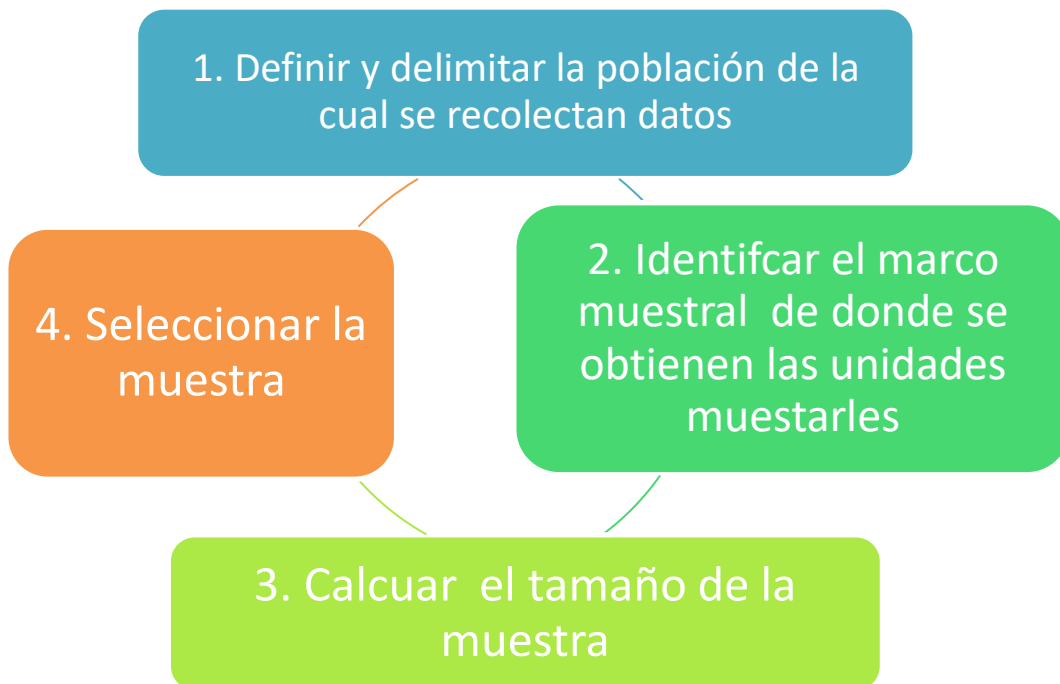 1. Definir y delimitar la población de la
cual se recolectan datos
2. Identifcar el marco
muestral de donde se
obtienen las unidades
muestarles
3. Calcuar el tamaño de la
muestra
4. Seleccionar la
muestra